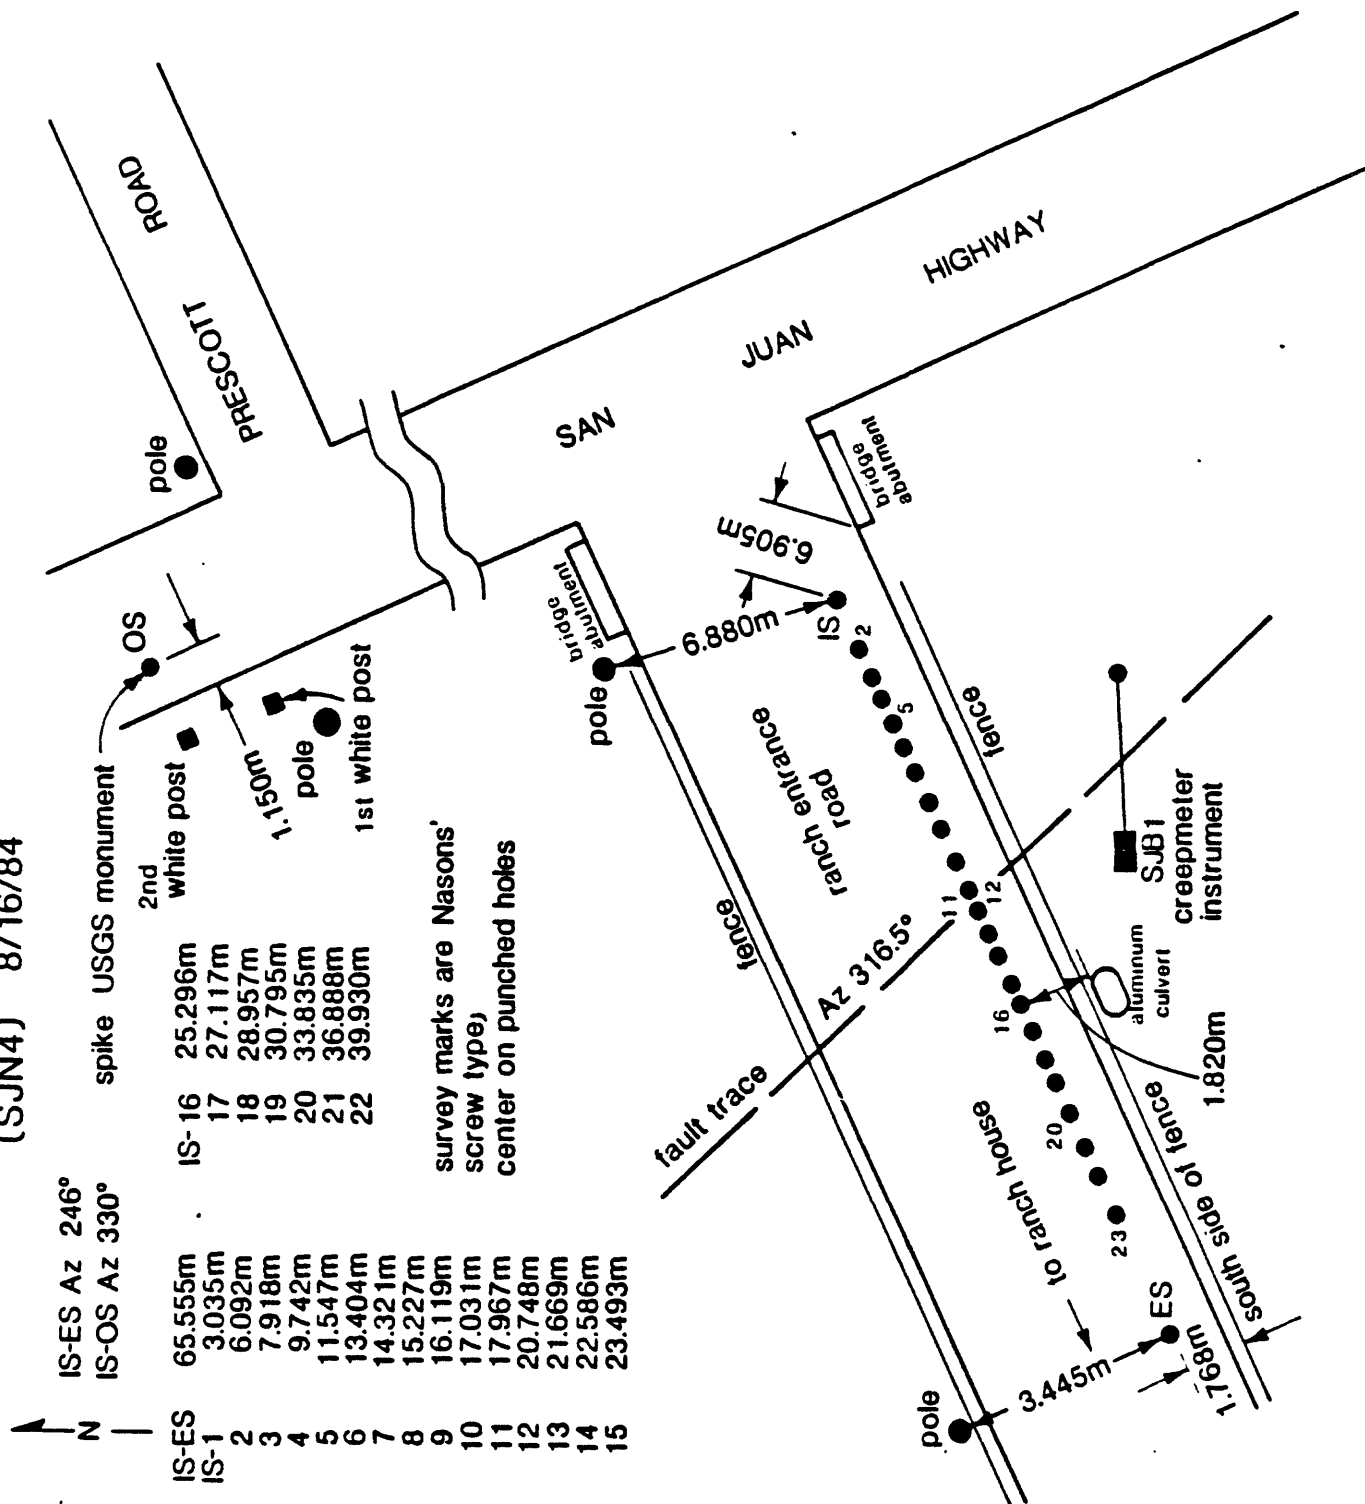 (SJN4) 8/16/84
N
IS-ES Az 246°
IS-OS Az 330°
IS-ES 65.555m
IS-1 3.035m
2 6.092m
3 7.918m
4 9.742m
5 11.547m
6 13.404m
7 14.321m
8 15.227m
9 16.119m
10 17.031m
11 17.967m
12 20.748m
13 21.669m
14 22.586m
15 23.493m
IS-16 25.296m
17 27.117m
18 28.957m
19 30.795m
20 33.835m
21 36.888m
22 39.930m
survey marks are Nasons'
screw type;
center on punched holes
spike USGS monument
OS
2nd
white post
1.150m
pole
1st white post
pole
PRESCOTT ROAD
SAN JUAN HIGHWAY
bridge
abutment
pole
6.880m
6.905m
bridge
abutment
IS
2
5
11
12
16
20
23
ranch entrance
road
fence
fence
fault trace
Az 316.5°
SJB1
creepmeter
instrument
aluminum
culvert
1.820m
to ranch house
south side of fence
ES
pole
3.445m
1.768m